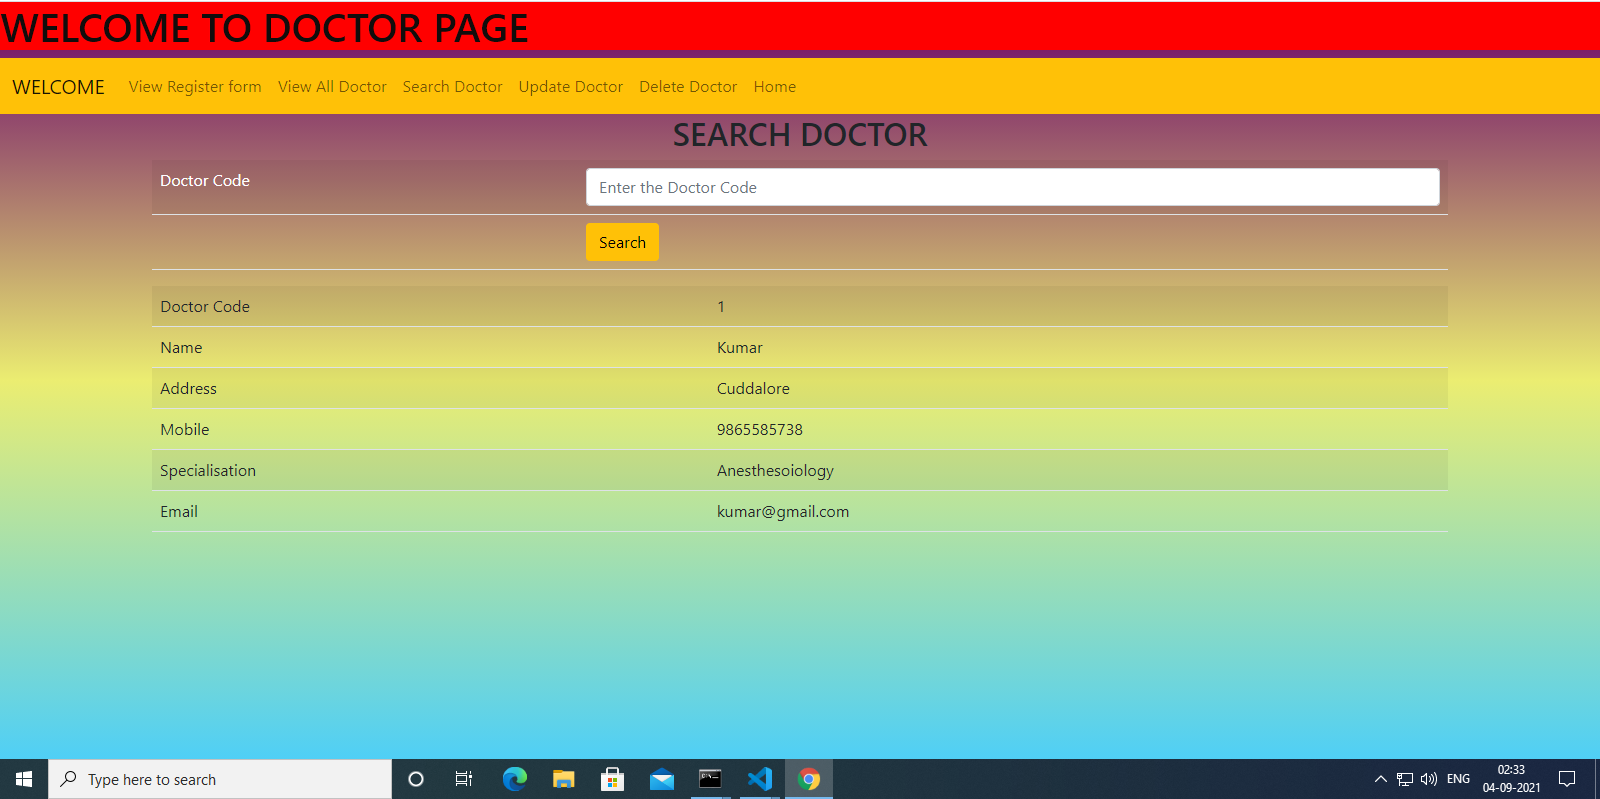 WELCOME TO DOCTOR PAGE
WELCOME View Register form View All Doctor Search Doctor Update Doctor Delete Doctor Home
SEARCH DOCTOR
Doctor Code Enter the Doctor Code
Search
Doctor Code 1
Name Kumar
Address Cuddalore
Mobile 9865585738
Specialisation Anesthesoiology
Email kumar@gmail.com
Type here to search
ENG
02:33
04-09-2021